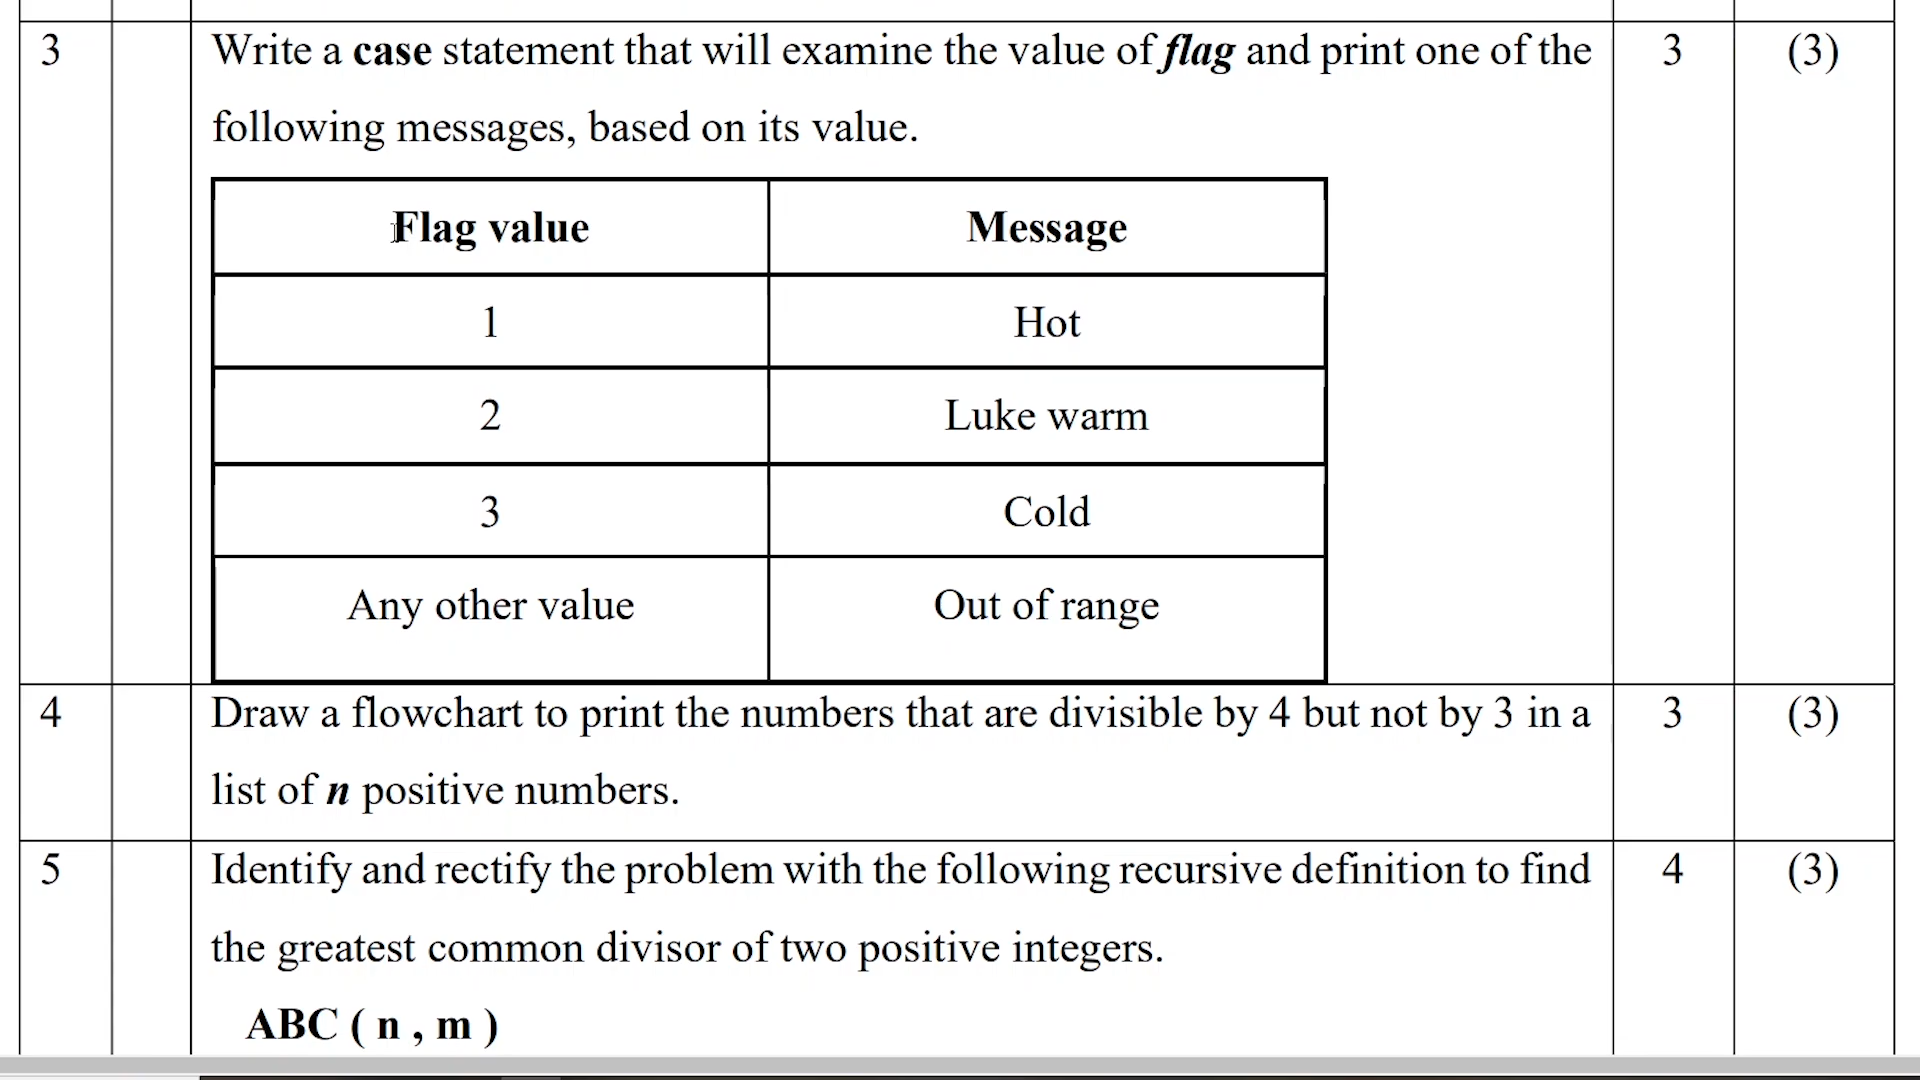 3 Write a case statement that will examine the value of flag and print one of the 3 (3)
following messages, based on its value.
Flag value Message
1 Hot
2 Luke warm
3 Cold
Any other value Out of range
4 Draw a flowchart to print the numbers that are divisible by 4 but not by 3 in a 3 (3)
list of n positive numbers.
5 Identify and rectify the problem with the following recursive definition to find 4 (3)
the greatest common divisor of two positive integers.
ABC ( n , m )